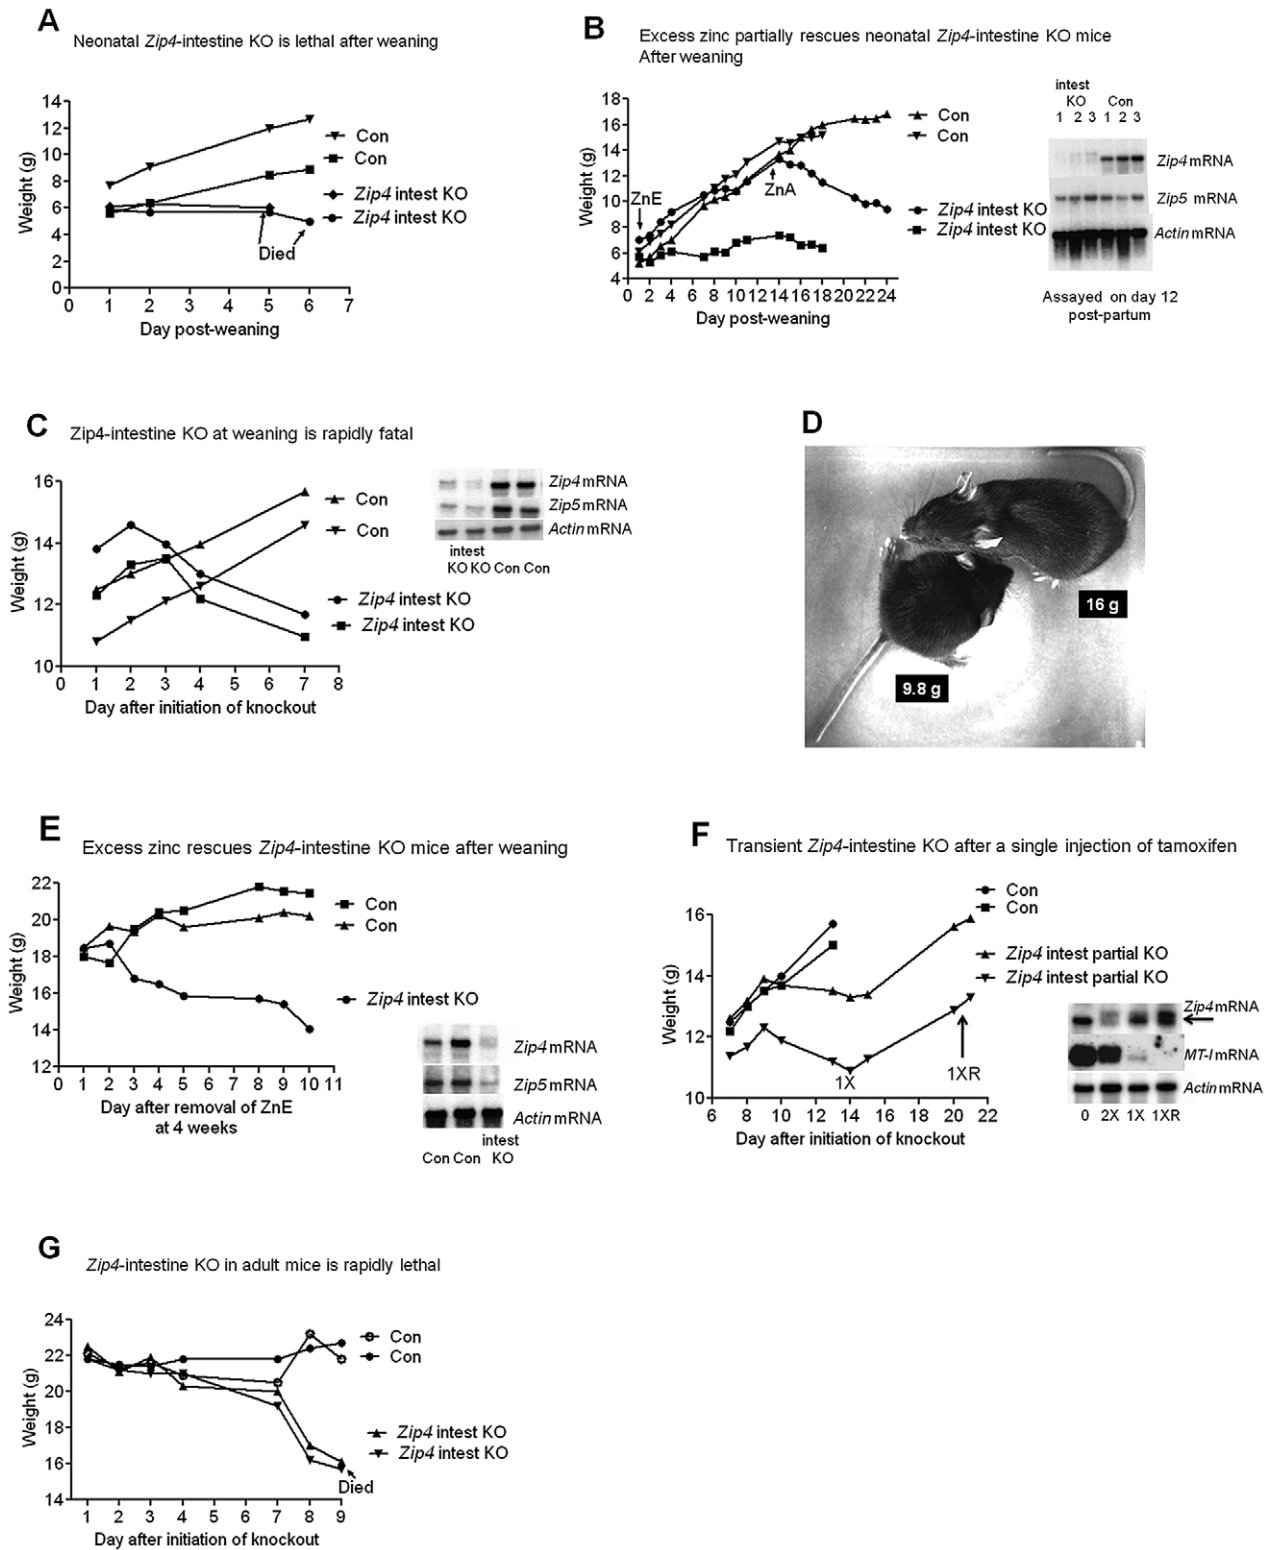 A
Neonatal Zip4-intestine KO is lethal after weaning
14
12
10
8
6
4
2
0
Weight (g)
0 1 2 3 4 5 6 7
Day post-weaning
Con
Con
Zip4 intest KO
Zip4 intest KO
Died
B
Excess zinc partially rescues neonatal Zip4-intestine KO mice
After weaning
18
16
14
12
10
8
6
4
Weight (g)
ZnE
ZnA
0 2 4 6 8 10 12 14 16 18 20 22 24
Day post-weaning
Con
Con
Zip4 intest KO
Zip4 intest KO
intest
KO Con
1 2 3 1 2 3
Zip4 mRNA
Zip5 mRNA
Actin mRNA
Assayed on day 12
post-partum
C
Zip4-intestine KO at weaning is rapidly fatal
16
14
12
10
Weight (g)
0 1 2 3 4 5 6 7 8
Day after initiation of knockout
Con
Con
Zip4 intest KO
Zip4 intest KO
Zip4 mRNA
Zip5 mRNA
Actin mRNA
intest
KO KO Con Con
D
16 g
9.8 g
E
Excess zinc rescues Zip4-intestine KO mice after weaning
22
20
18
16
14
12
Weight (g)
0 1 2 3 4 5 6 7 8 9 10 11
Day after removal of ZnE
at 4 weeks
Con
Con
Zip4 intest KO
Zip4 mRNA
Zip5 mRNA
Actin mRNA
intest
Con Con KO
F
Transient Zip4-intestine KO after a single injection of tamoxifen
16
14
12
10
Weight (g)
6 8 10 12 14 16 18 20 22
Day after initiation of knockout
1X
1XR
Con
Con
Zip4 intest partial KO
Zip4 intest partial KO
Zip4 mRNA
MT-I mRNA
Actin mRNA
0 2X 1X 1XR
G
Zip4-intestine KO in adult mice is rapidly lethal
24
22
20
18
16
14
Weight (g)
1 2 3 4 5 6 7 8 9
Day after initiation of knockout
Con
Con
Zip4 intest KO
Zip4 intest KO
Died